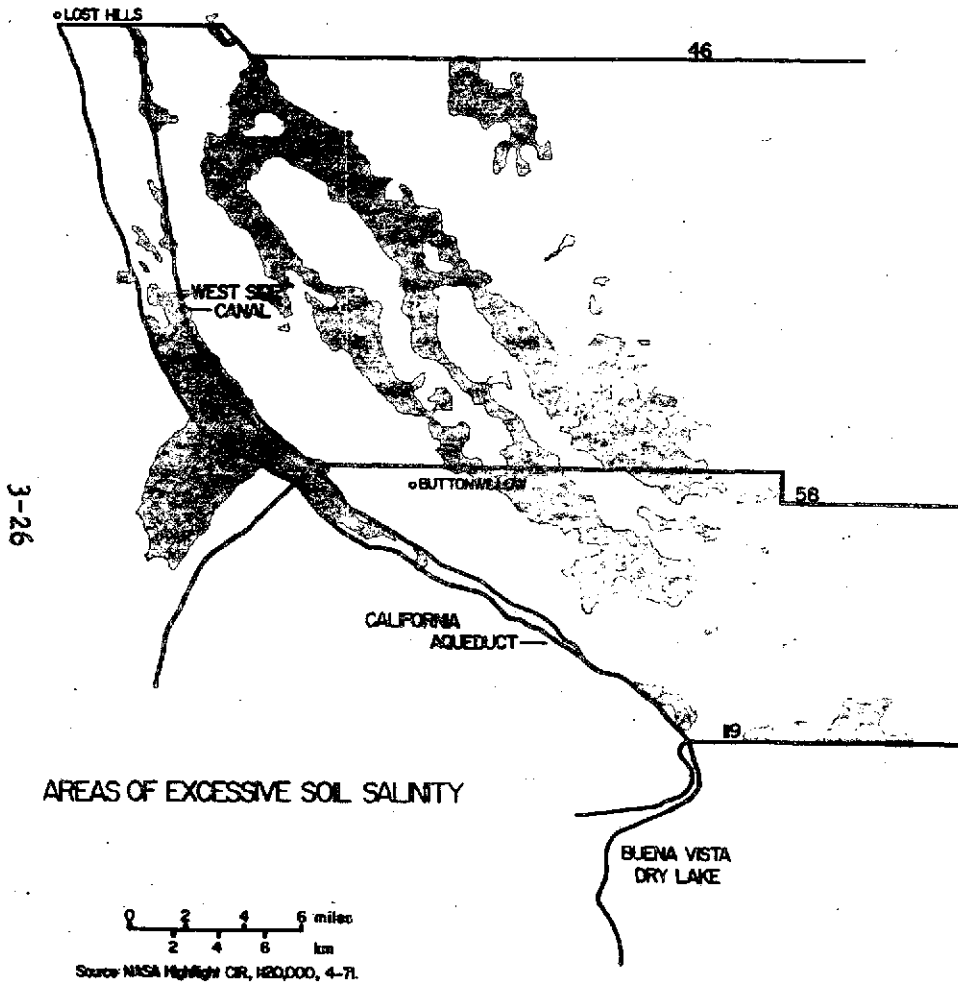 LOST HILLS
46
WEST SIDE
CANAL
BUTTONWILLOW
58
3-26
CALIFORNIA
AQUEDUCT
19
AREAS OF EXCESSIVE SOIL SALINITY
BUENA VISTA
DRY LAKE
0 2 4 6 miles
2 4 6 km
Source: NASA Highflight CIR, 1:120,000, 4-71.